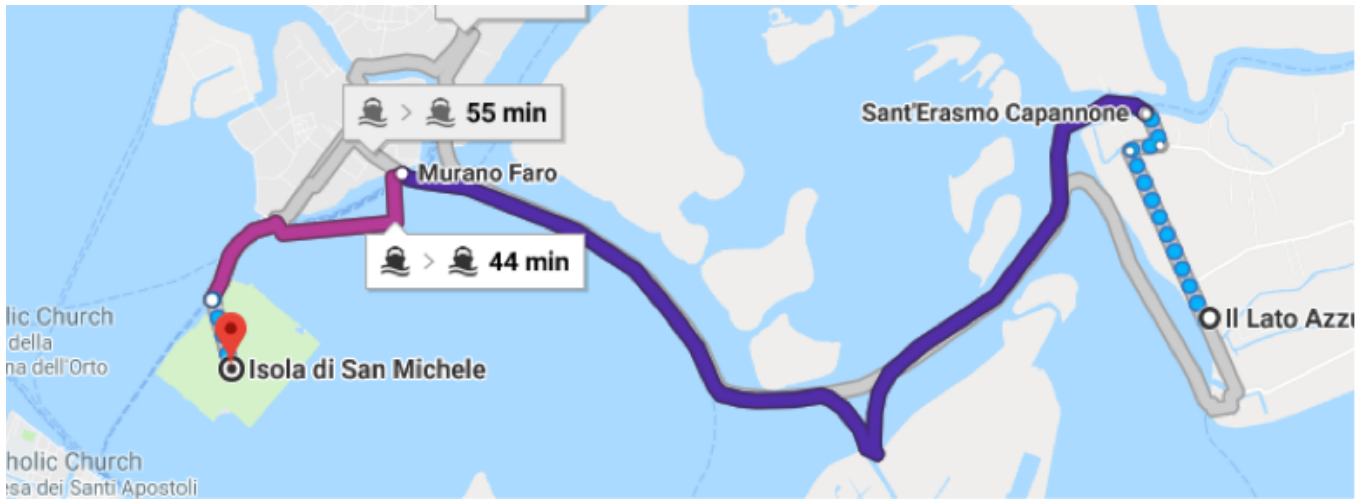 55 min
Sant'Erasmo Capannone
Murano Faro
44 min
Il Lato Azzu
lic Church
della
na dell'Orto
Isola di San Michele
holic Church
esa dei Santi Apostoli